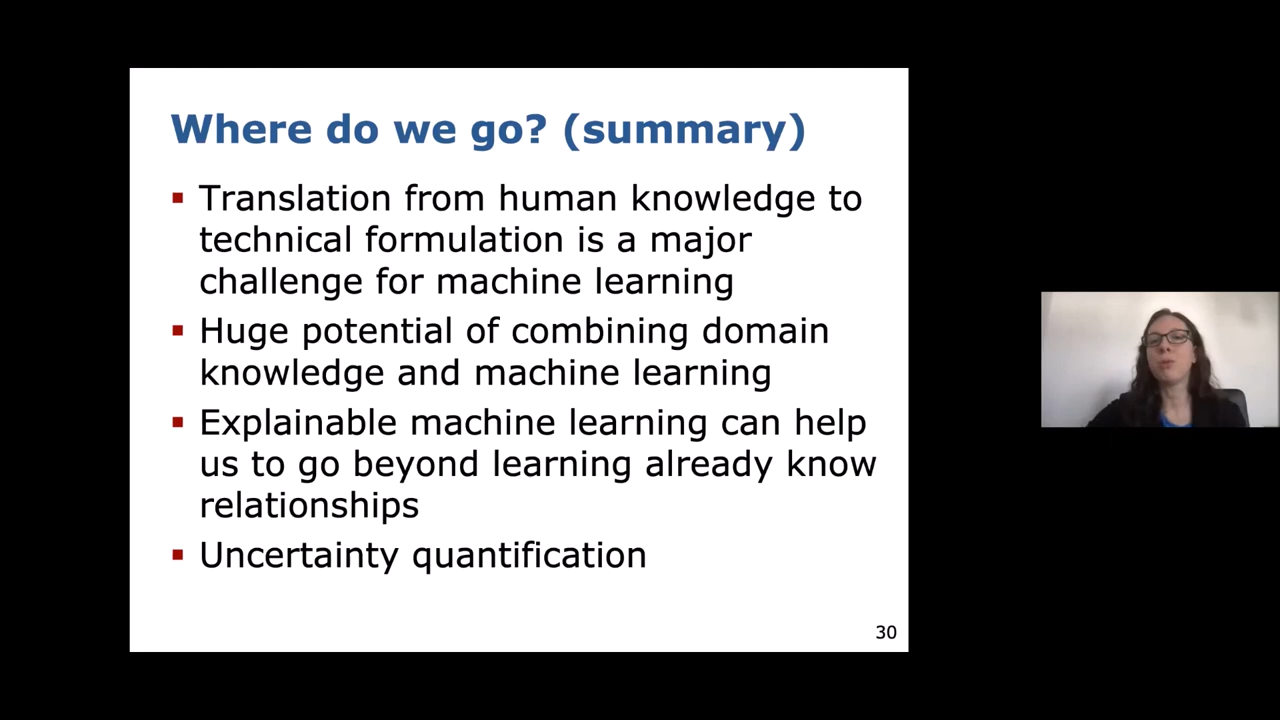 Where do we go? (summary)
▪ Translation from human knowledge to
technical formulation is a major
challenge for machine learning
▪ Huge potential of combining domain
knowledge and machine learning
▪ Explainable machine learning can help
us to go beyond learning already know
relationships
▪ Uncertainty quantification
30